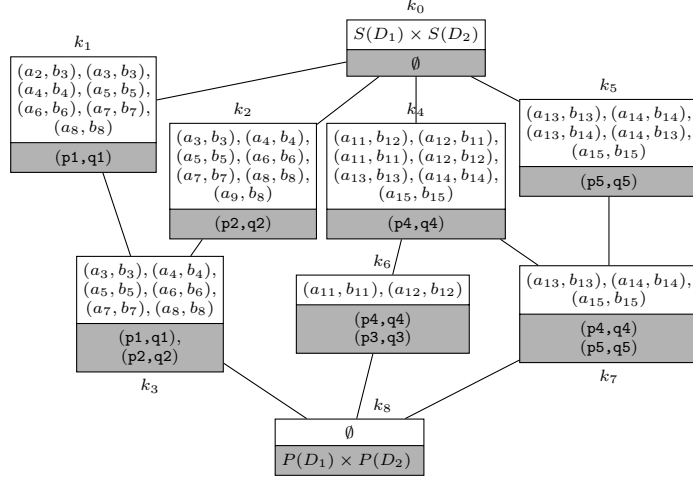 k₀
S(D₁) × S(D₂)
∅
k₁
(a₂, b₃), (a₃, b₃),
(a₄, b₄), (a₅, b₅),
(a₆, b₆), (a₇, b₇),
(a₈, b₈)
(p1,q1)
k₂
(a₃, b₃), (a₄, b₄),
(a₅, b₅), (a₆, b₆),
(a₇, b₇), (a₈, b₈),
(a₉, b₈)
(p2,q2)
k₄
(a₁₁, b₁₂), (a₁₂, b₁₁),
(a₁₁, b₁₁), (a₁₂, b₁₂),
(a₁₃, b₁₃), (a₁₄, b₁₄),
(a₁₅, b₁₅)
(p4,q4)
k₅
(a₁₃, b₁₃), (a₁₄, b₁₄),
(a₁₃, b₁₄), (a₁₄, b₁₃),
(a₁₅, b₁₅)
(p5,q5)
(a₃, b₃), (a₄, b₄),
(a₅, b₅), (a₆, b₆),
(a₇, b₇), (a₈, b₈)
(p1,q1),
(p2,q2)
k₃
k₆
(a₁₁, b₁₁), (a₁₂, b₁₂)
(p4,q4)
(p3,q3)
(a₁₃, b₁₃), (a₁₄, b₁₄),
(a₁₅, b₁₅)
(p4,q4)
(p5,q5)
k₇
k₈
∅
P(D₁) × P(D₂)